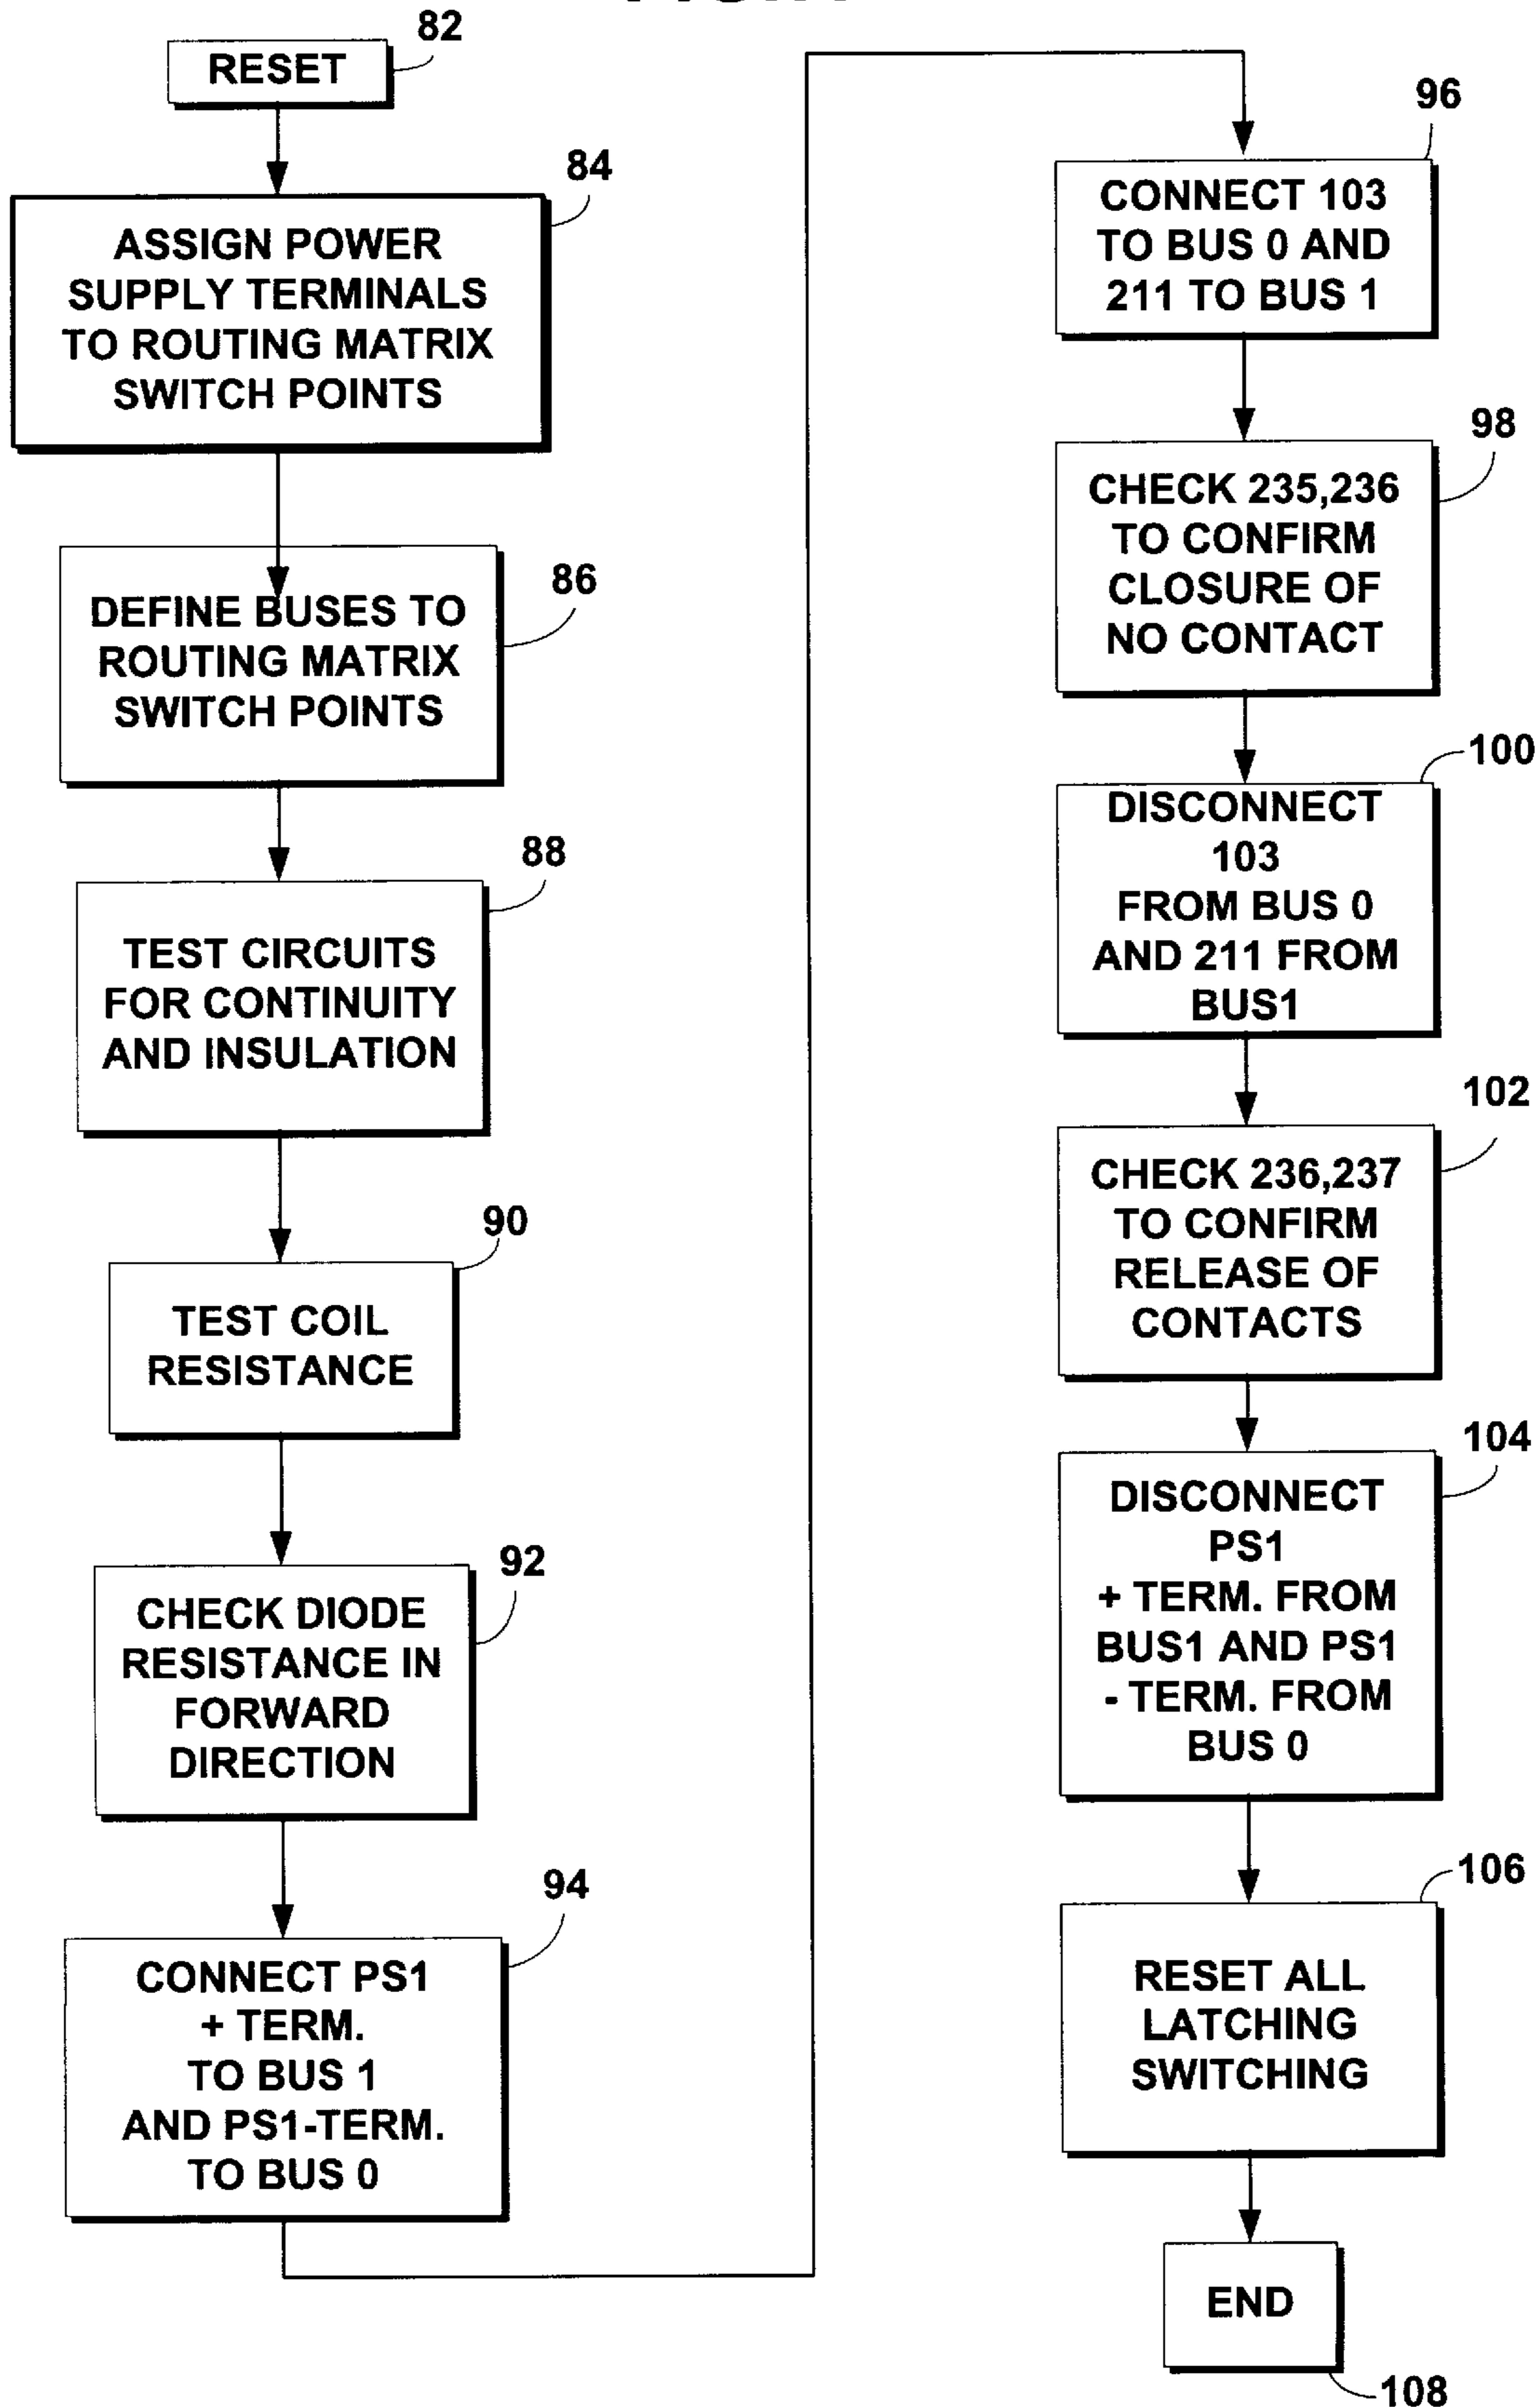 82
RESET
84
ASSIGN POWER
SUPPLY TERMINALS
TO ROUTING MATRIX
SWITCH POINTS
86
DEFINE BUSES TO
ROUTING MATRIX
SWITCH POINTS
88
TEST CIRCUITS
FOR CONTINUITY
AND INSULATION
90
TEST COIL
RESISTANCE
92
CHECK DIODE
RESISTANCE IN
FORWARD
DIRECTION
94
CONNECT PS1
+ TERM.
TO BUS 1
AND PS1-TERM.
TO BUS 0
96
CONNECT 103
TO BUS 0 AND
211 TO BUS 1
98
CHECK 235,236
TO CONFIRM
CLOSURE OF
NO CONTACT
100
DISCONNECT
103
FROM BUS 0
AND 211 FROM
BUS1
102
CHECK 236,237
TO CONFIRM
RELEASE OF
CONTACTS
104
DISCONNECT
PS1
+ TERM. FROM
BUS1 AND PS1
- TERM. FROM
BUS 0
106
RESET ALL
LATCHING
SWITCHING
END
108